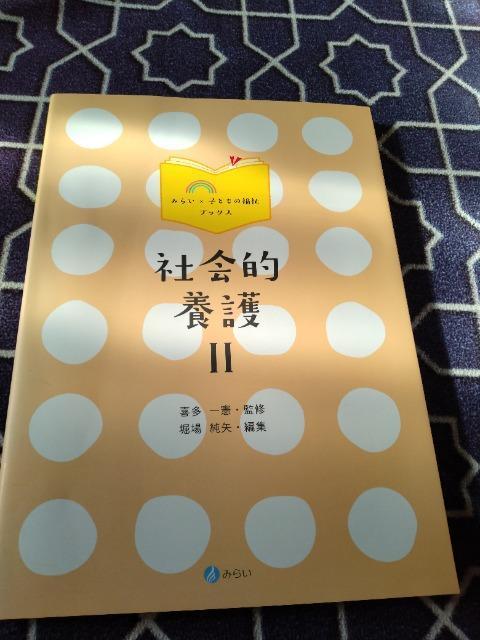 みらい×子どもの福祉
ブックス
社会的
養護
II
喜多 一憲・監修
堀場 純矢・編集
みらい